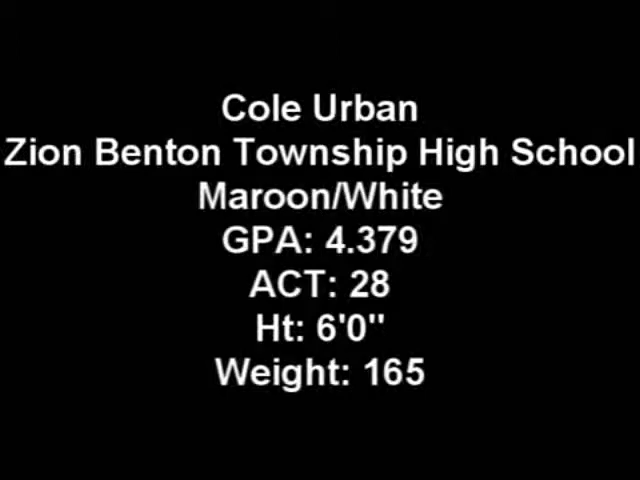 Cole Urban
Zion Benton Township High School
Maroon/White
GPA: 4.379
ACT: 28
Ht: 6'0"
Weight: 165